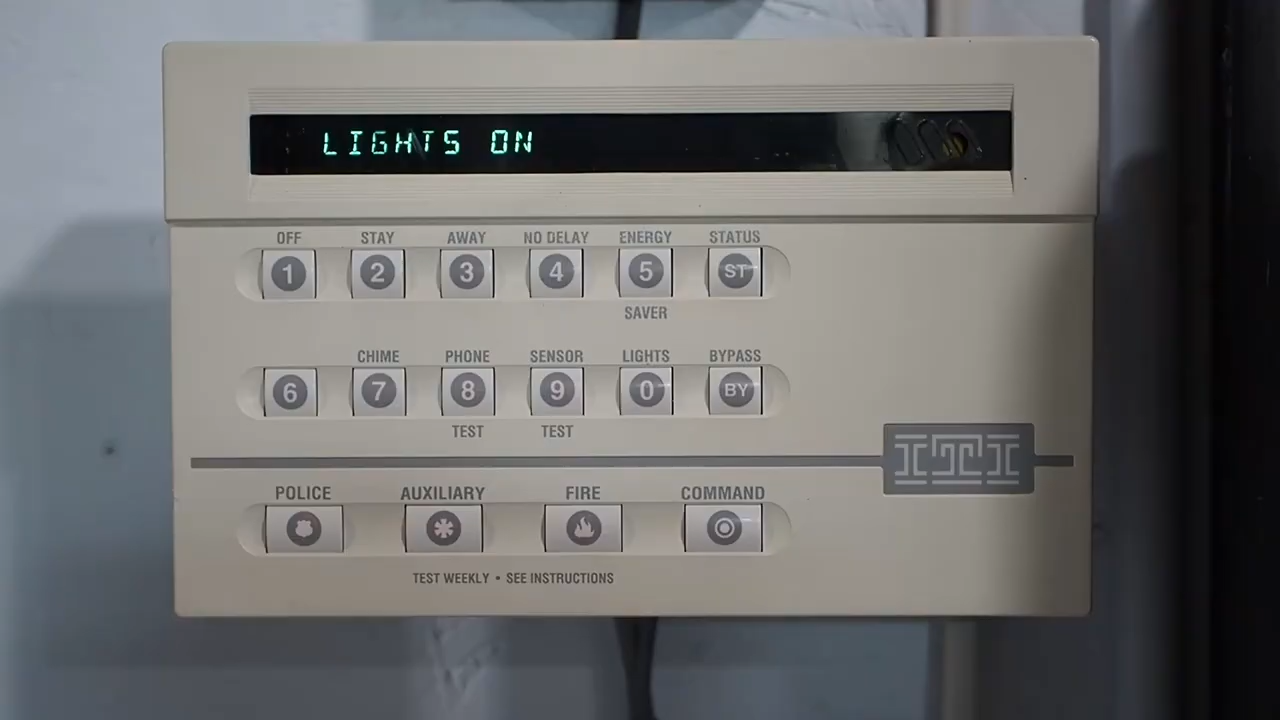 LIGHTS ON
OFF STAY AWAY NO DELAY ENERGY STATUS
1 2 3 4 5 ST
SAVER
CHIME PHONE SENSOR LIGHTS BYPASS
6 7 8 9 0 BY
TEST TEST
ITI
POLICE AUXILIARY FIRE COMMAND
TEST WEEKLY • SEE INSTRUCTIONS